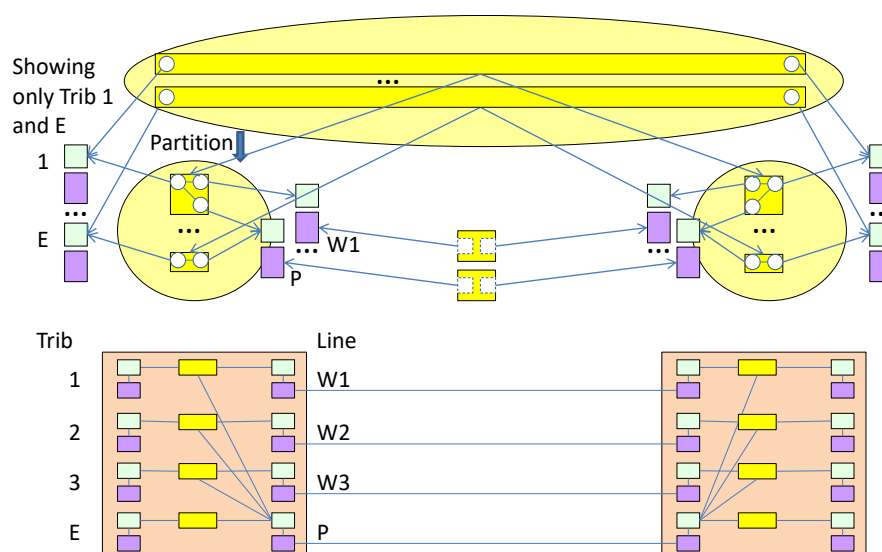 ...
Showing
only Trib 1
and E
Partition
1
...
E
...
...
...
W1
P
...
...
...
Trib
Line
1
W1
2
W2
3
W3
E
P